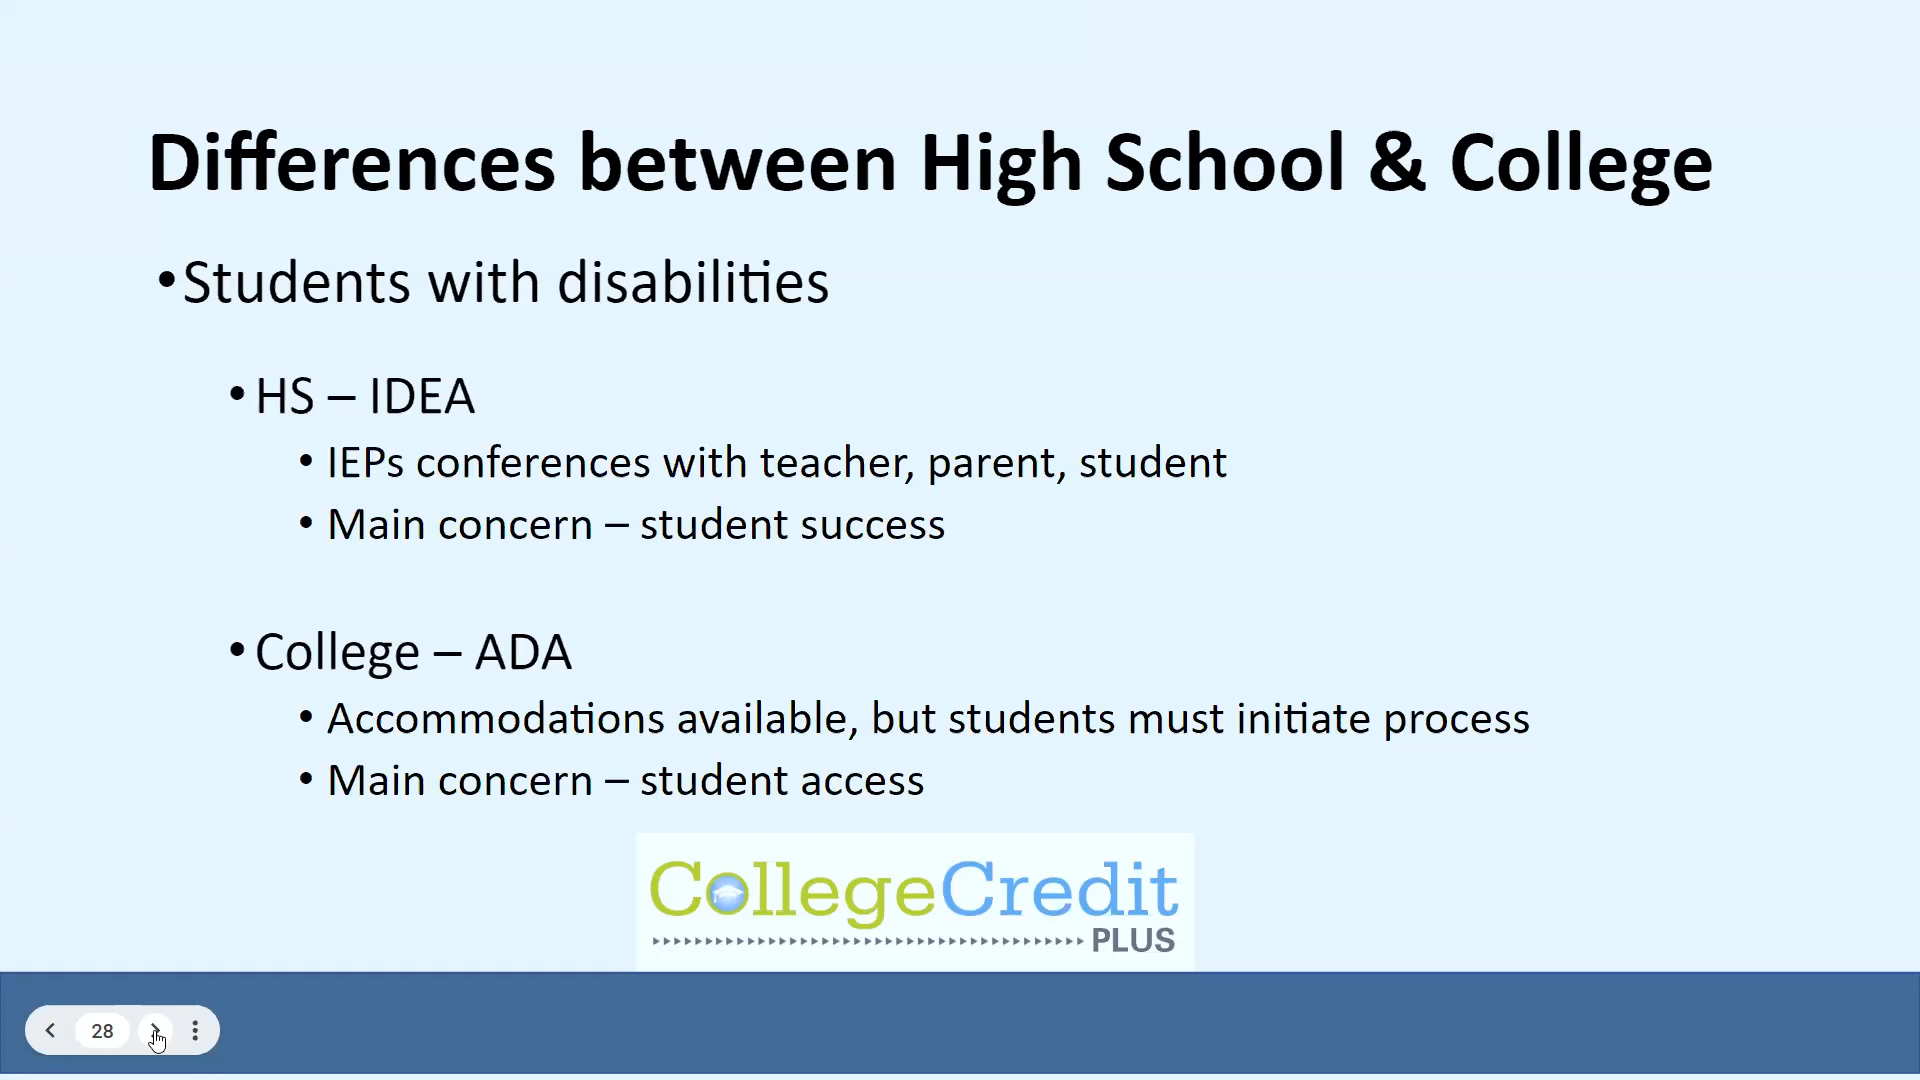 Differences between High School & College
•Students with disabilities
• HS – IDEA
• IEPs conferences with teacher, parent, student
• Main concern – student success
• College – ADA
• Accommodations available, but students must initiate process
• Main concern – student access
CollegeCredit
PLUS
28